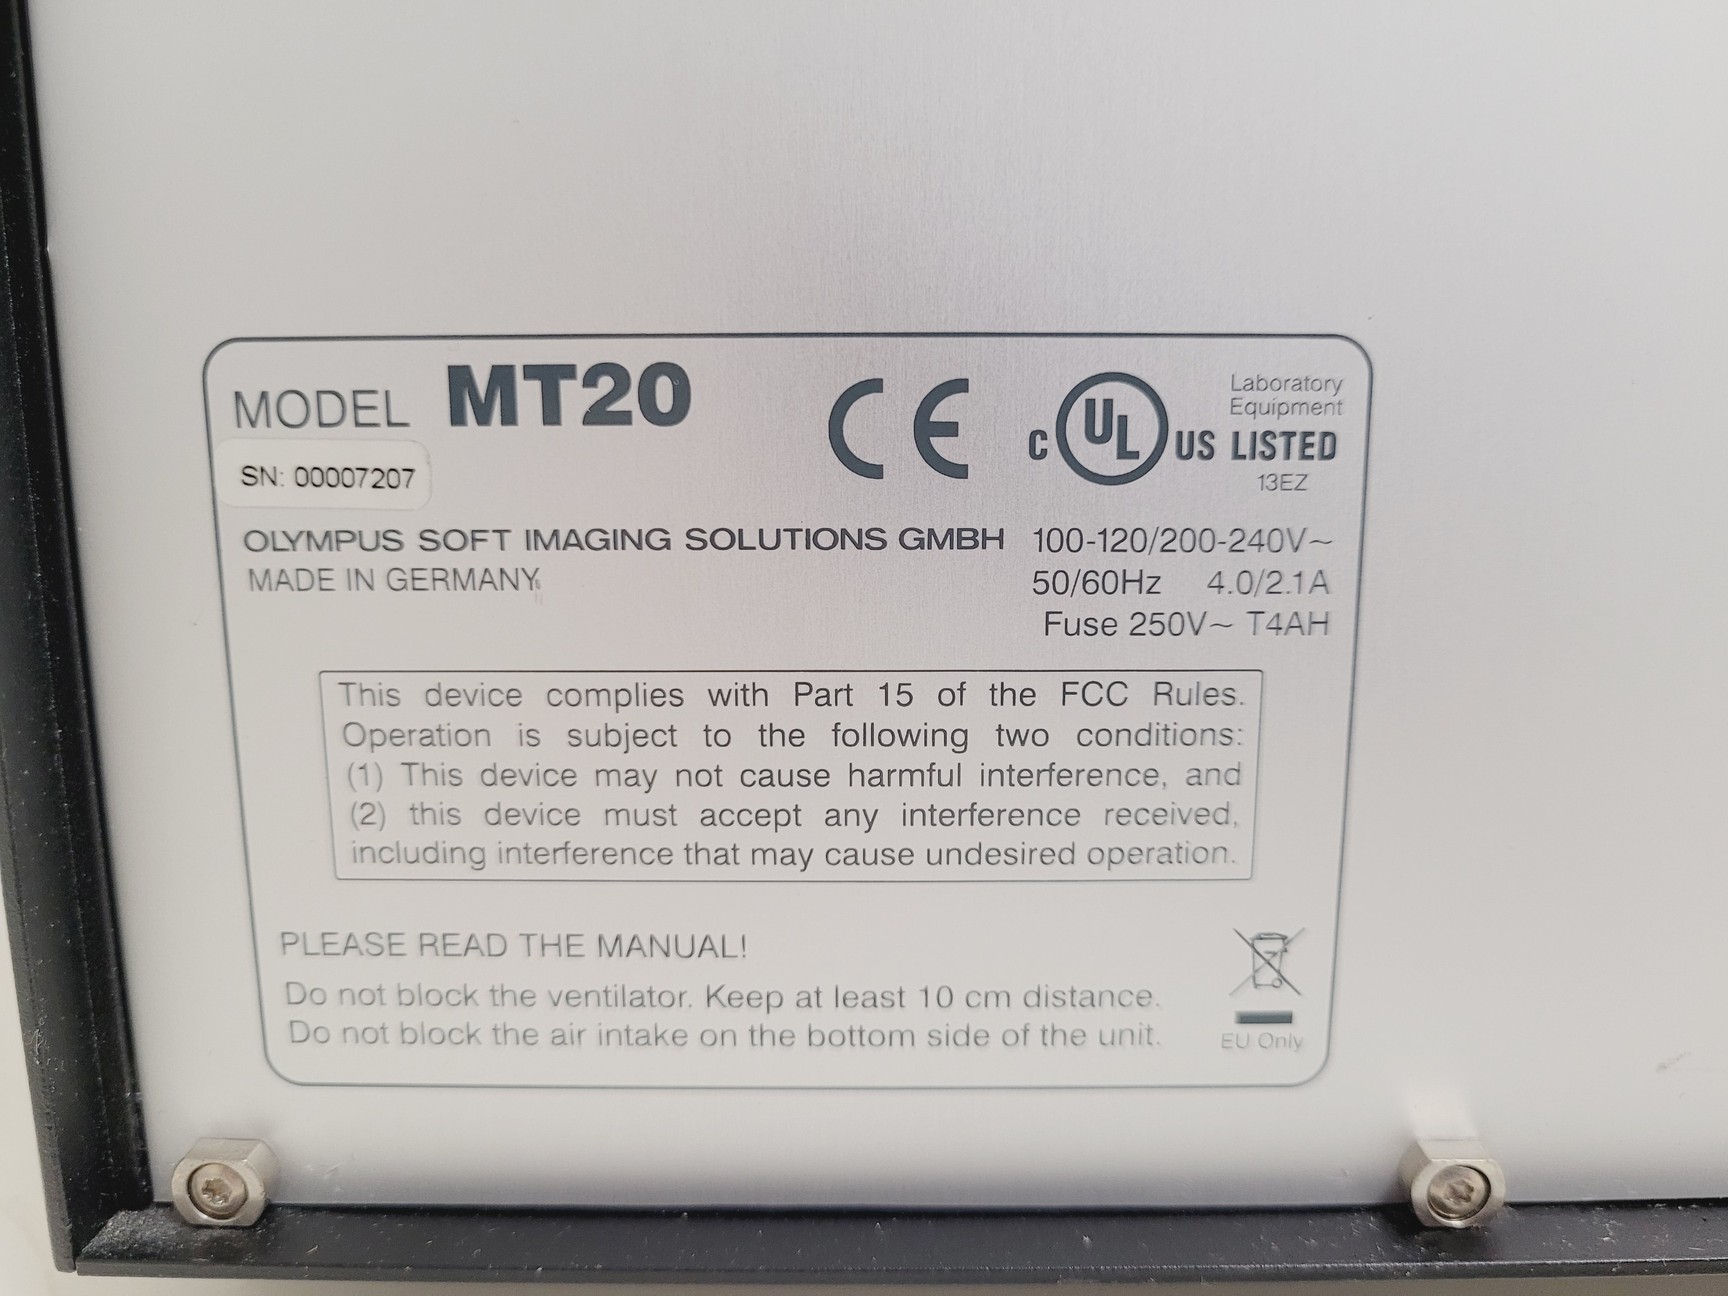 MODEL MT20
SN: 00007207
CE
C UL US LISTED
Laboratory
Equipment
13EZ
OLYMPUS SOFT IMAGING SOLUTIONS GMBH
MADE IN GERMANY
100-120/200-240V~
50/60Hz 4.0/2.1A
Fuse 250V~ T4AH
This device complies with Part 15 of the FCC Rules.
Operation is subject to the following two conditions:
(1) This device may not cause harmful interference, and
(2) this device must accept any interference received,
including interference that may cause undesired operation.
PLEASE READ THE MANUAL!
Do not block the ventilator. Keep at least 10 cm distance.
Do not block the air intake on the bottom side of the unit.
EU Only